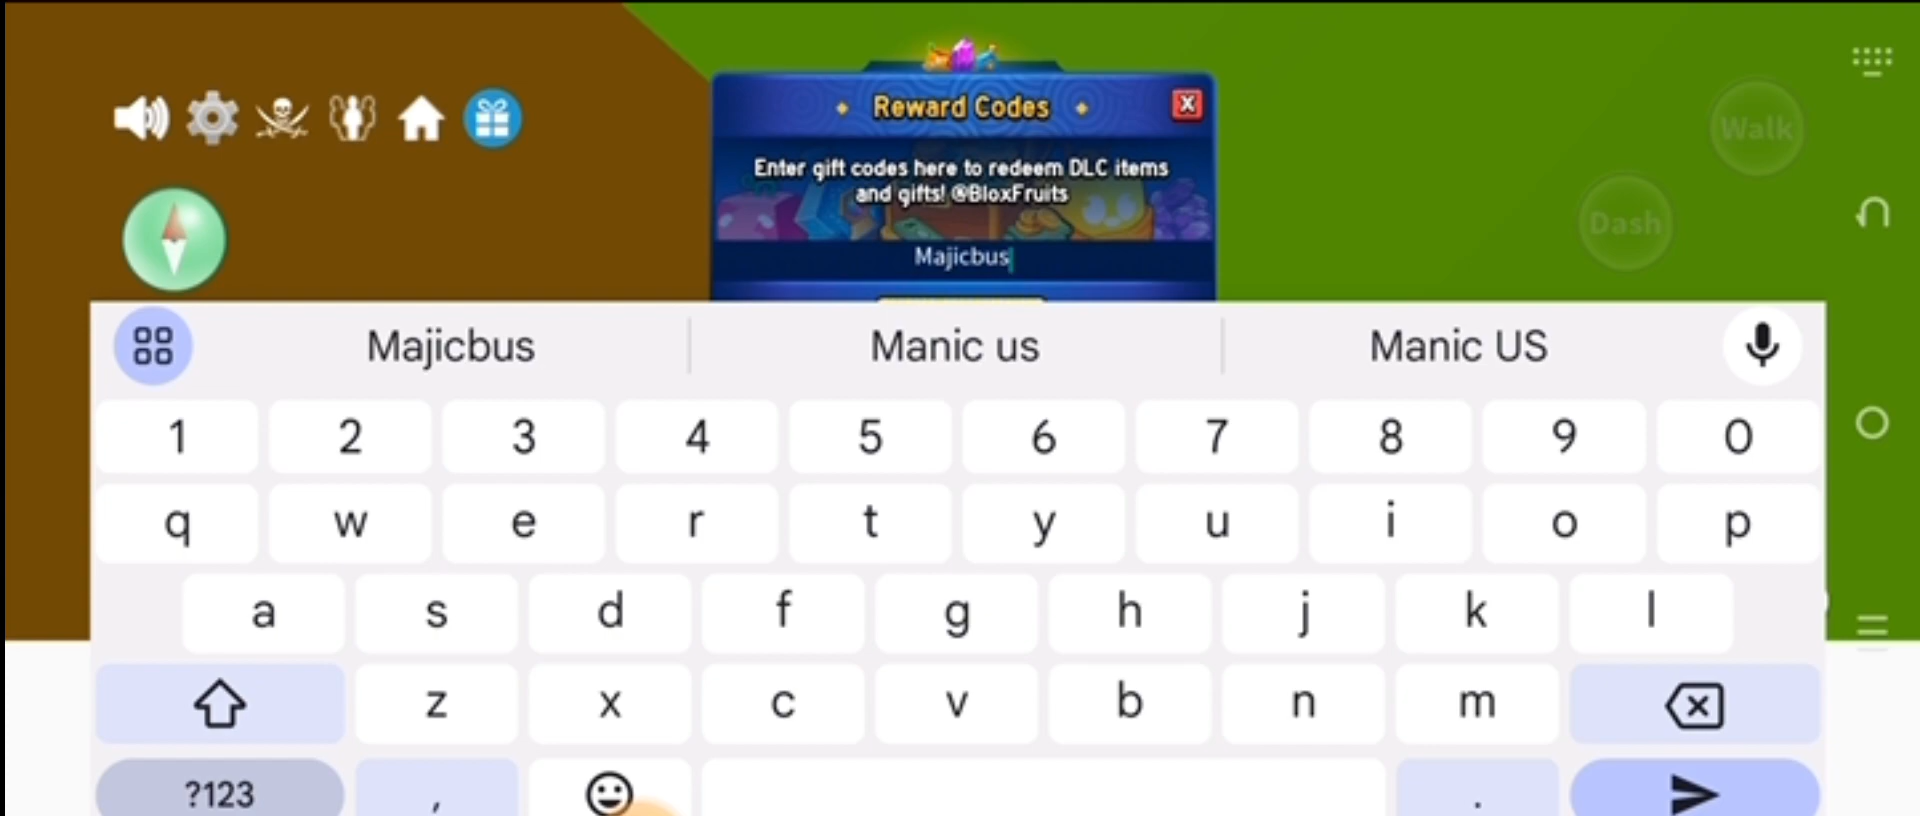 Reward Codes
X
Enter gift codes here to redeem DLC items
and gifts! @BloxFruits
Majicbus
Walk
Dash
Majicbus
Manic us
Manic US
1 2 3 4 5 6 7 8 9 0
q w e r t y u i o p
a s d f g h j k l
z x c v b n m
?123 , .